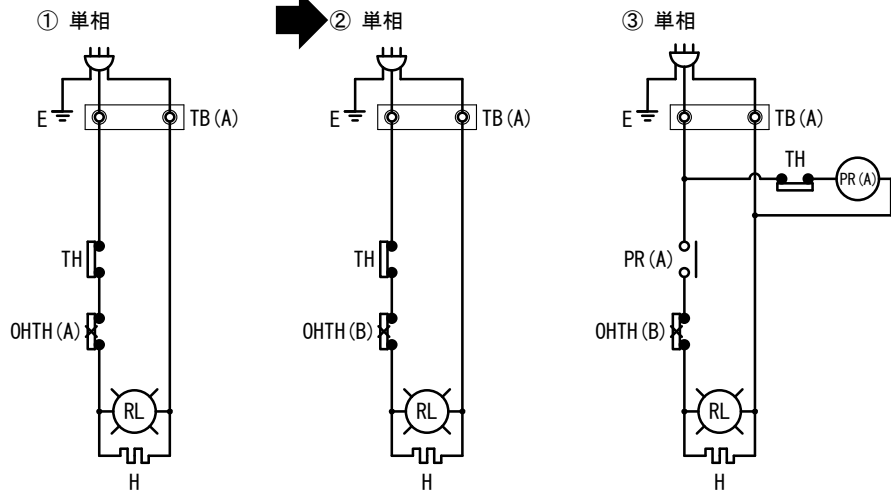 ① 単相
E
TB(A)
TH
OHTH(A)
RL
H
② 単相
E
TB(A)
TH
OHTH(B)
RL
H
③ 単相
E
TB(A)
TH
PR(A)
PR(A)
OHTH(B)
RL
H